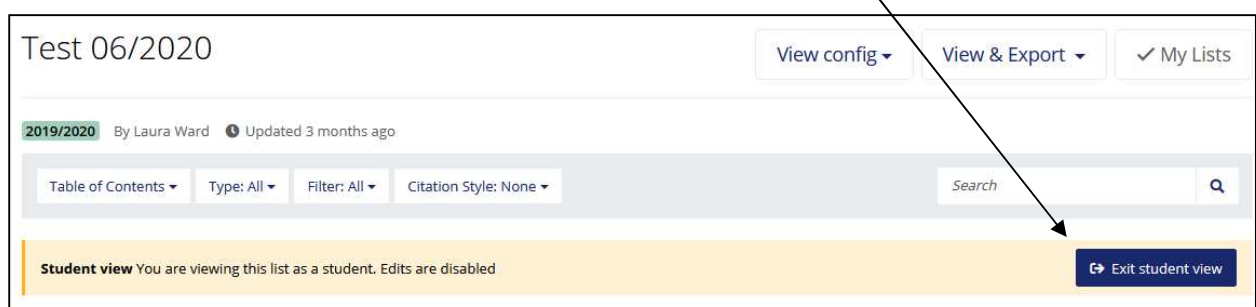 Test 06/2020
View config
View & Export
My Lists
2019/2020 By Laura Ward Updated 3 months ago
Table of Contents Type: All Filter: All Citation Style: None Search
Student view You are viewing this list as a student. Edits are disabled
Exit student view